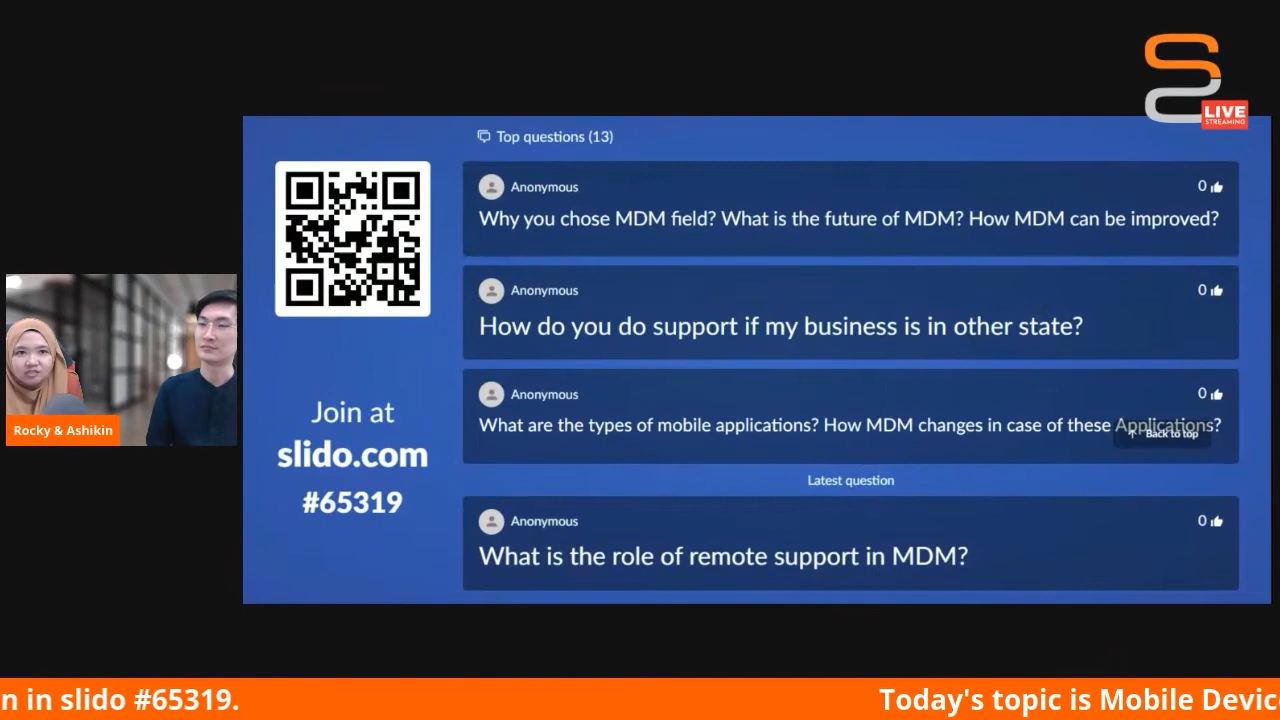 LIVE
STREAMING
Top questions (13)
Anonymous
0
Why you chose MDM field? What is the future of MDM? How MDM can be improved?
Anonymous
0
How do you do support if my business is in other state?
Anonymous
0
What are the types of mobile applications? How MDM changes in case of these Applications?
Back to top
Latest question
Anonymous
0
What is the role of remote support in MDM?
Join at
slido.com
#65319
Rocky & Ashikin
n in slido #65319.
Today's topic is Mobile Devic